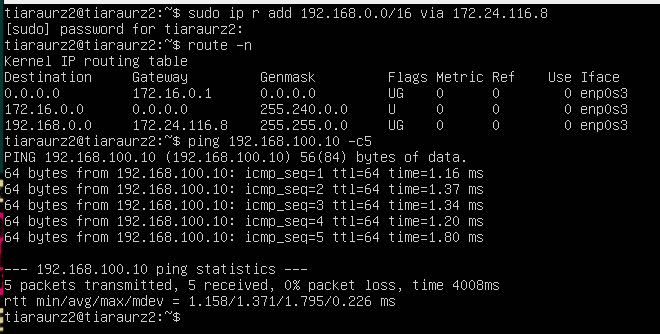 tiaraurz2@tiaraurz2:~$ sudo ip r add 192.168.0.0/16 via 172.24.116.8
[sudo] password for tiaraurz2:
tiaraurz2@tiaraurz2:~$ route -n
Kernel IP routing table
Destination     Gateway         Genmask         Flags Metric Ref    Use Iface
0.0.0.0         172.16.0.1      0.0.0.0         UG    0      0        0 enp0s3
172.16.0.0      0.0.0.0         255.240.0.0     U     0      0        0 enp0s3
192.168.0.0     172.24.116.8    255.255.0.0     UG    0      0        0 enp0s3
tiaraurz2@tiaraurz2:~$ ping 192.168.100.10 -c5
PING 192.168.100.10 (192.168.100.10) 56(84) bytes of data.
64 bytes from 192.168.100.10: icmp_seq=1 ttl=64 time=1.16 ms
64 bytes from 192.168.100.10: icmp_seq=2 ttl=64 time=1.37 ms
64 bytes from 192.168.100.10: icmp_seq=3 ttl=64 time=1.34 ms
64 bytes from 192.168.100.10: icmp_seq=4 ttl=64 time=1.20 ms
64 bytes from 192.168.100.10: icmp_seq=5 ttl=64 time=1.80 ms
--- 192.168.100.10 ping statistics ---
5 packets transmitted, 5 received, 0% packet loss, time 4008ms
rtt min/avg/max/mdev = 1.158/1.371/1.795/0.226 ms
tiaraurz2@tiaraurz2:~$